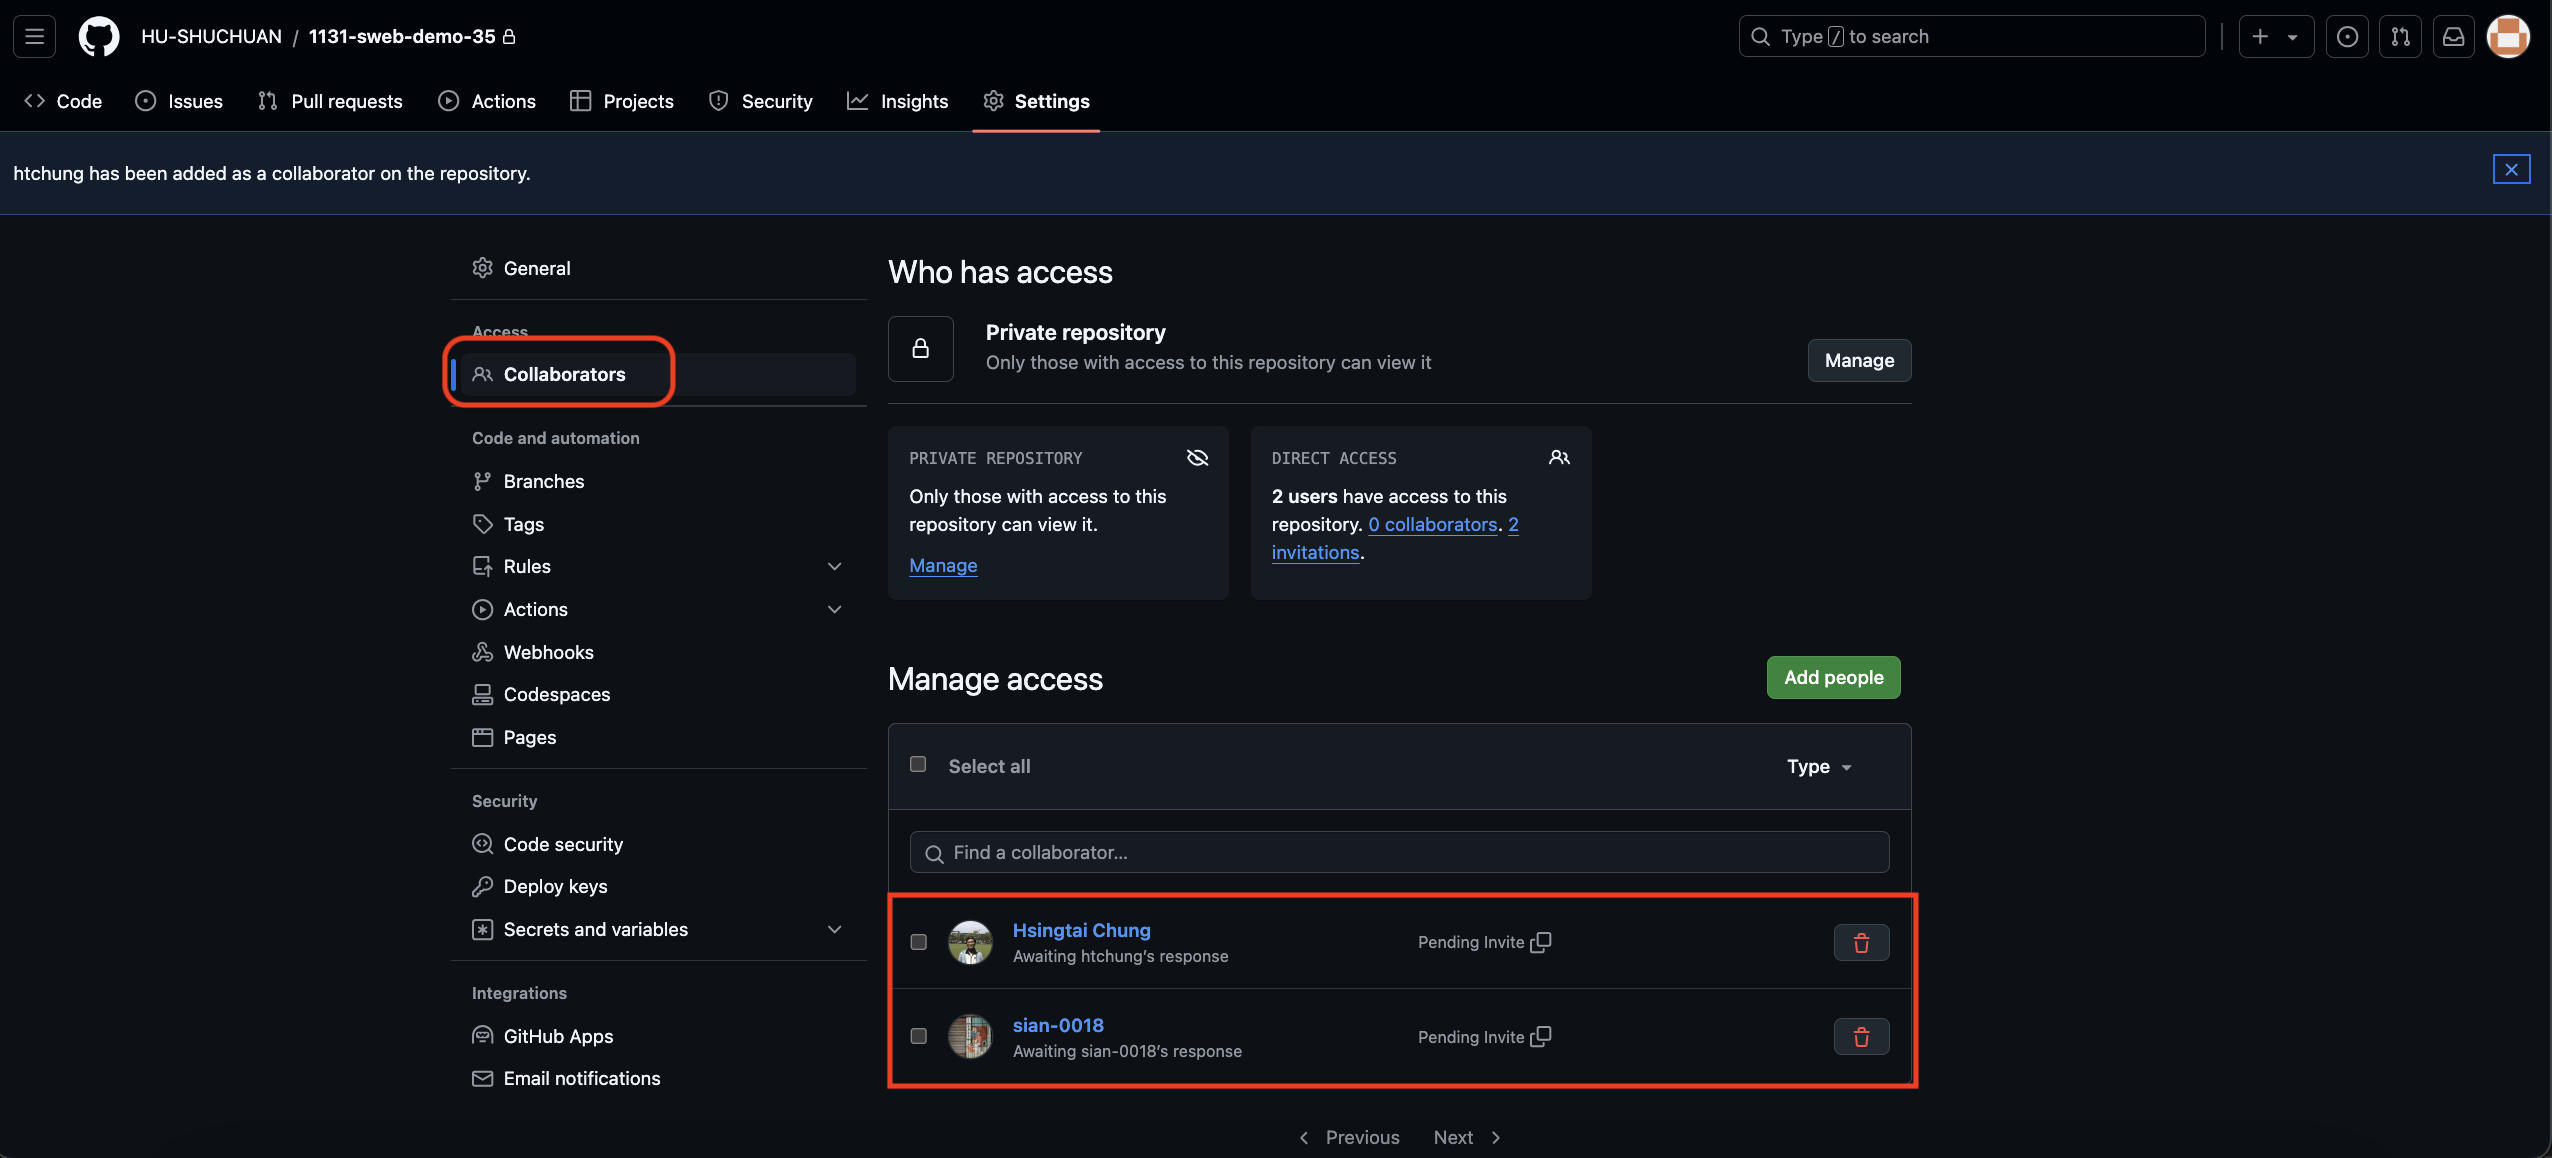 HU-SHUCHUAN / 1131-sweb-demo-35
Type / to search
Code
Issues
Pull requests
Actions
Projects
Security
Insights
Settings
htchung has been added as a collaborator on the repository.
General
Access
Collaborators
Code and automation
Branches
Tags
Rules
Actions
Webhooks
Codespaces
Pages
Security
Code security
Deploy keys
Secrets and variables
Integrations
GitHub Apps
Email notifications
Who has access
Private repository
Only those with access to this repository can view it
Manage
PRIVATE REPOSITORY
Only those with access to this
repository can view it.
Manage
DIRECT ACCESS
2 users have access to this
repository. 0 collaborators. 2
invitations.
Manage access
Add people
Select all
Type
Find a collaborator...
Hsingtai Chung
Awaiting htchung's response
Pending Invite
sian-0018
Awaiting sian-0018's response
Pending Invite
Previous
Next